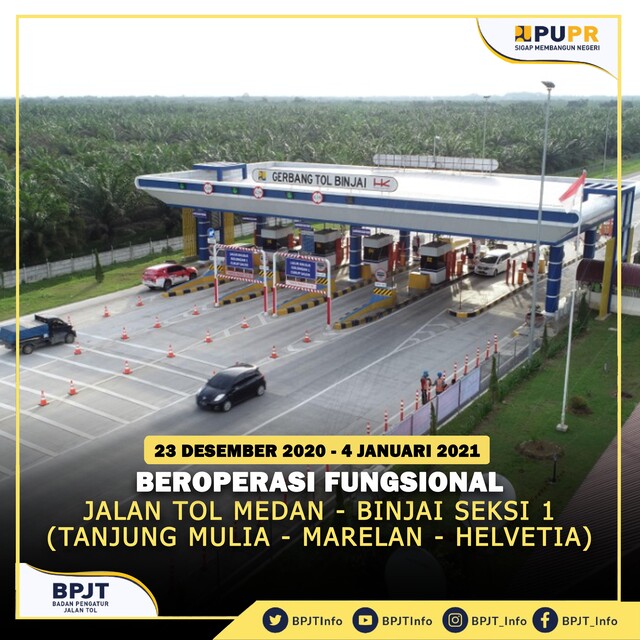 PUPR
SIGAP MEMBANGUN NEGERI
GERBANG TOL BINJAI HK
23 DESEMBER 2020 - 4 JANUARI 2021
BEROPERASI FUNGSIONAL
JALAN TOL MEDAN - BINJAI SEKSI 1
(TANJUNG MULIA - MARELAN - HELVETIA)
BPJT
BADAN PENGATUR
JALAN TOL
BPJTInfo
BPJTInfo
BPJT_Info
BPJT_Info